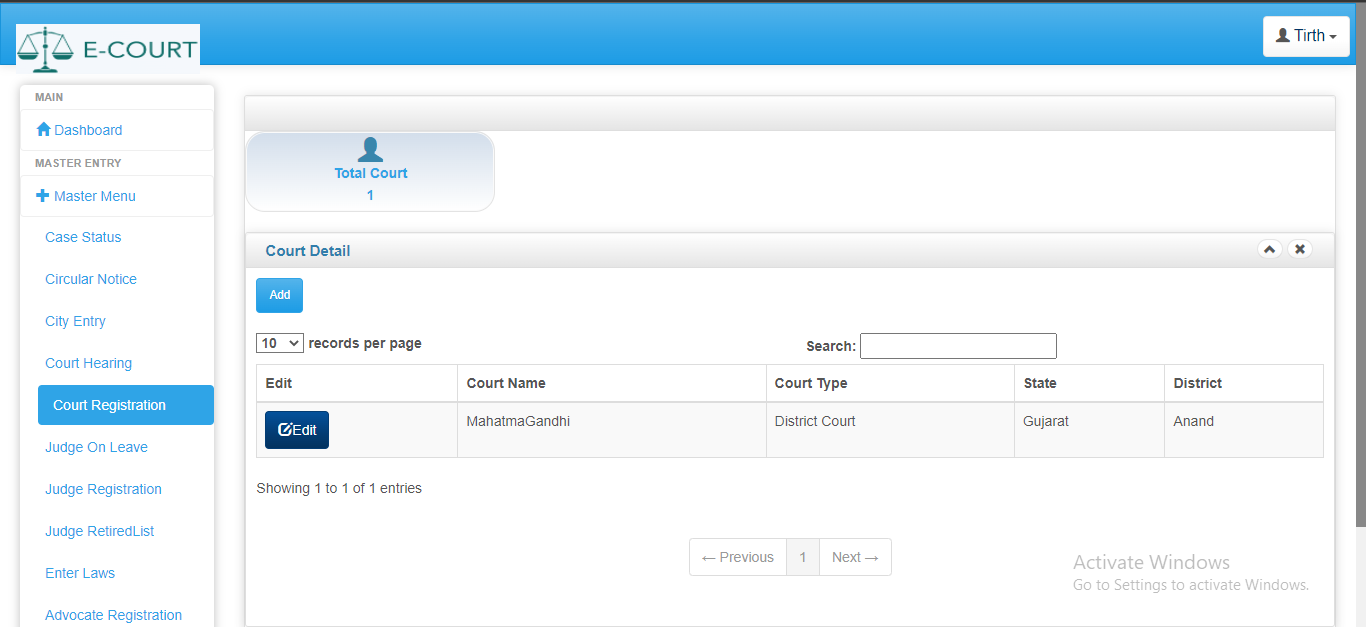 E-COURT
Tirth
MAIN
Dashboard
MASTER ENTRY
Master Menu
Case Status
Circular Notice
City Entry
Court Hearing
Court Registration
Judge On Leave
Judge Registration
Judge RetiredList
Enter Laws
Advocate Registration
Total Court
1
Court Detail
Add
10 records per page
Search:
Edit Court Name Court Type State District
Edit MahatmaGandhi District Court Gujarat Anand
Showing 1 to 1 of 1 entries
← Previous 1 Next →
Activate Windows
Go to Settings to activate Windows.